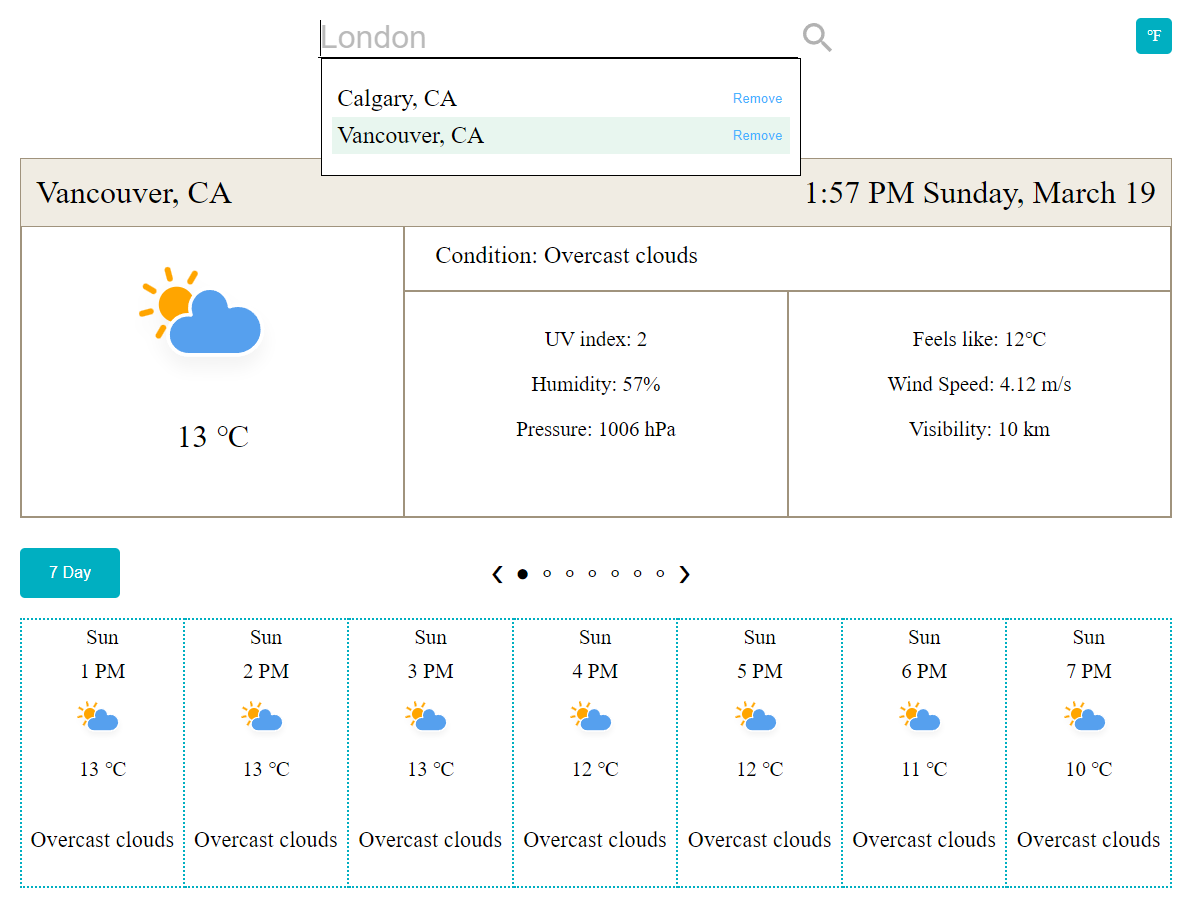 London
°F
Calgary, CA Remove
Vancouver, CA Remove
Vancouver, CA 1:57 PM Sunday, March 19
Condition: Overcast clouds
13 °C
UV index: 2
Humidity: 57%
Pressure: 1006 hPa
Feels like: 12°C
Wind Speed: 4.12 m/s
Visibility: 10 km
7 Day
Sun Sun Sun Sun Sun Sun Sun
1 PM 2 PM 3 PM 4 PM 5 PM 6 PM 7 PM
13 °C 13 °C 13 °C 12 °C 12 °C 11 °C 10 °C
Overcast clouds Overcast clouds Overcast clouds Overcast clouds Overcast clouds Overcast clouds Overcast clouds